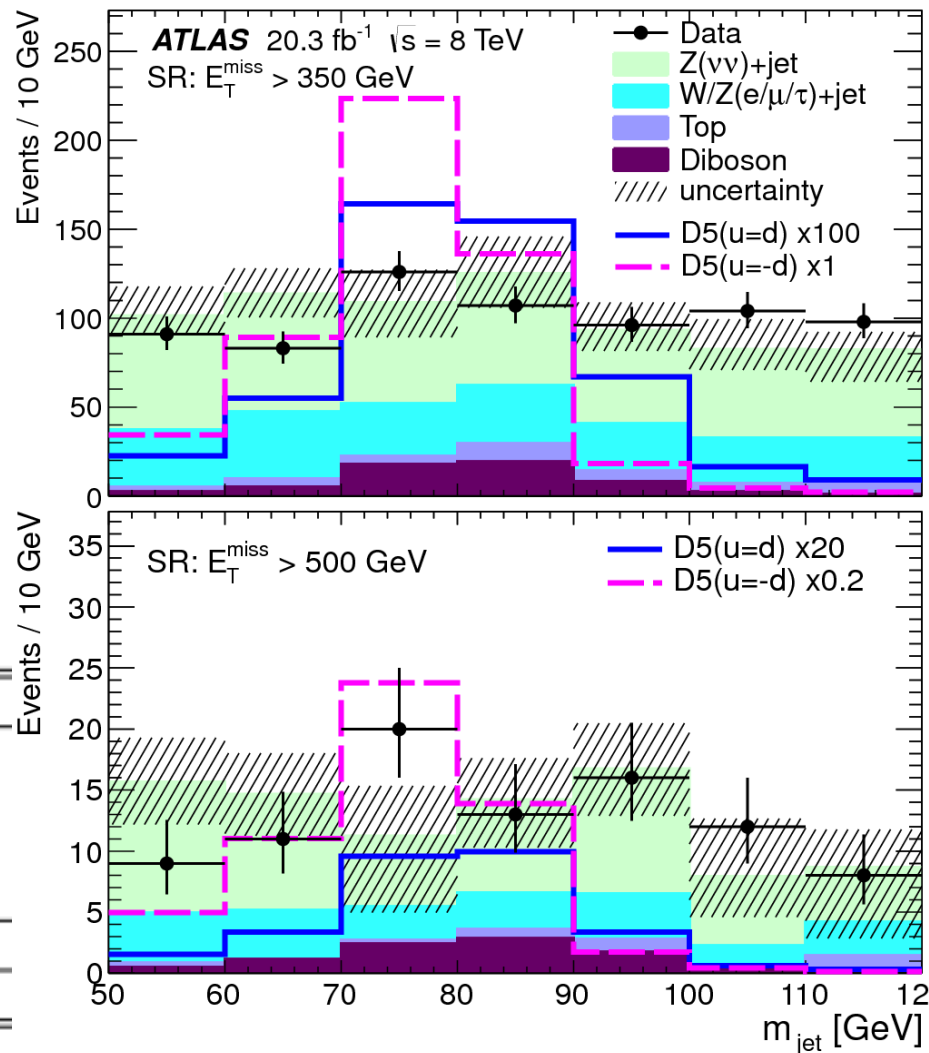 Events / 10 GeV
250
200
150
100
50
0
ATLAS 20.3 fb⁻¹ √s = 8 TeV
SR: E_T^miss > 350 GeV
Data
Z(νν)+jet
W/Z(e/μ/τ)+jet
Top
Diboson
uncertainty
D5(u=d) x100
D5(u=-d) x1
Events / 10 GeV
35
30
25
20
15
10
5
0
SR: E_T^miss > 500 GeV
D5(u=d) x20
D5(u=-d) x0.2
50 60 70 80 90 100 110 12
m_jet [GeV]